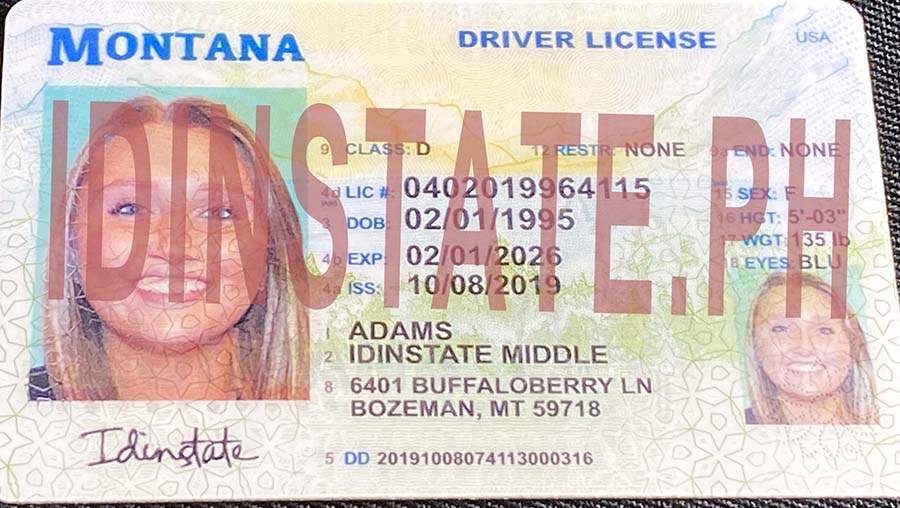 MONTANA DRIVER LICENSE USA
IDINSTATE.PH
9 CLASS: D 12 RESTR: NONE 9a END: NONE
4d LIC #: 0402019964115 15 SEX: F
3 DOB: 02/01/1995 16 HGT: 5'-03"
17 WGT: 135 lb
4b EXP: 02/01/2026 18 EYES: BLU
4a ISS: 10/08/2019
1 ADAMS
2 IDINSTATE MIDDLE
8 6401 BUFFALOBERRY LN
BOZEMAN, MT 59718
Idinstate
5 DD 20191008074113000316